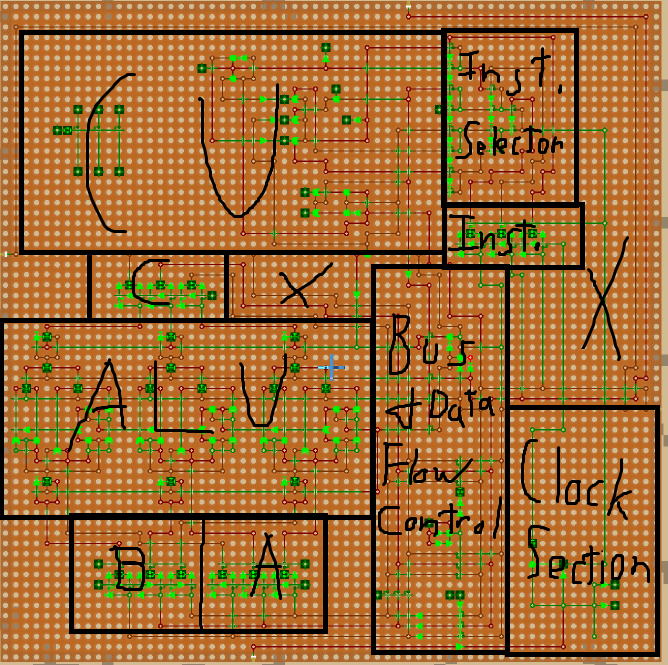 CU
Inst.
Selector
Inst.
C
X
X
ALU
Bus
& Data
Flow
Control
Clock
Section
B
A